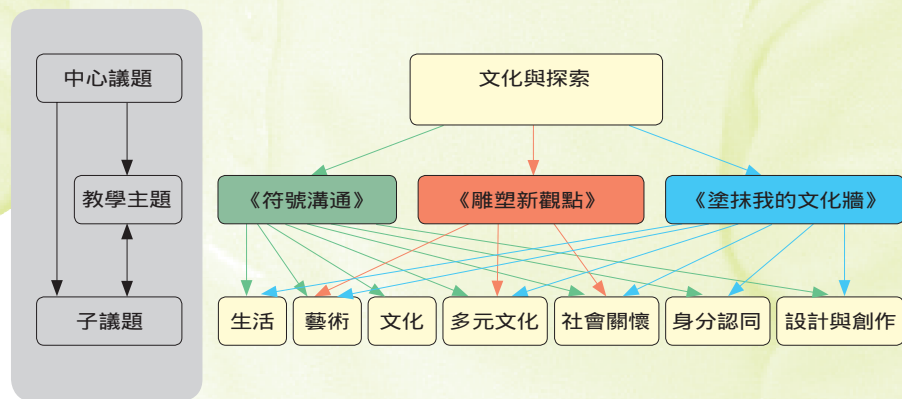 中心議題
文化與探索
教學主題
《符號溝通》
《雕塑新觀點》
《塗抹我的文化牆》
子議題
生活
藝術
文化
多元文化
社會關懷
身分認同
設計與創作